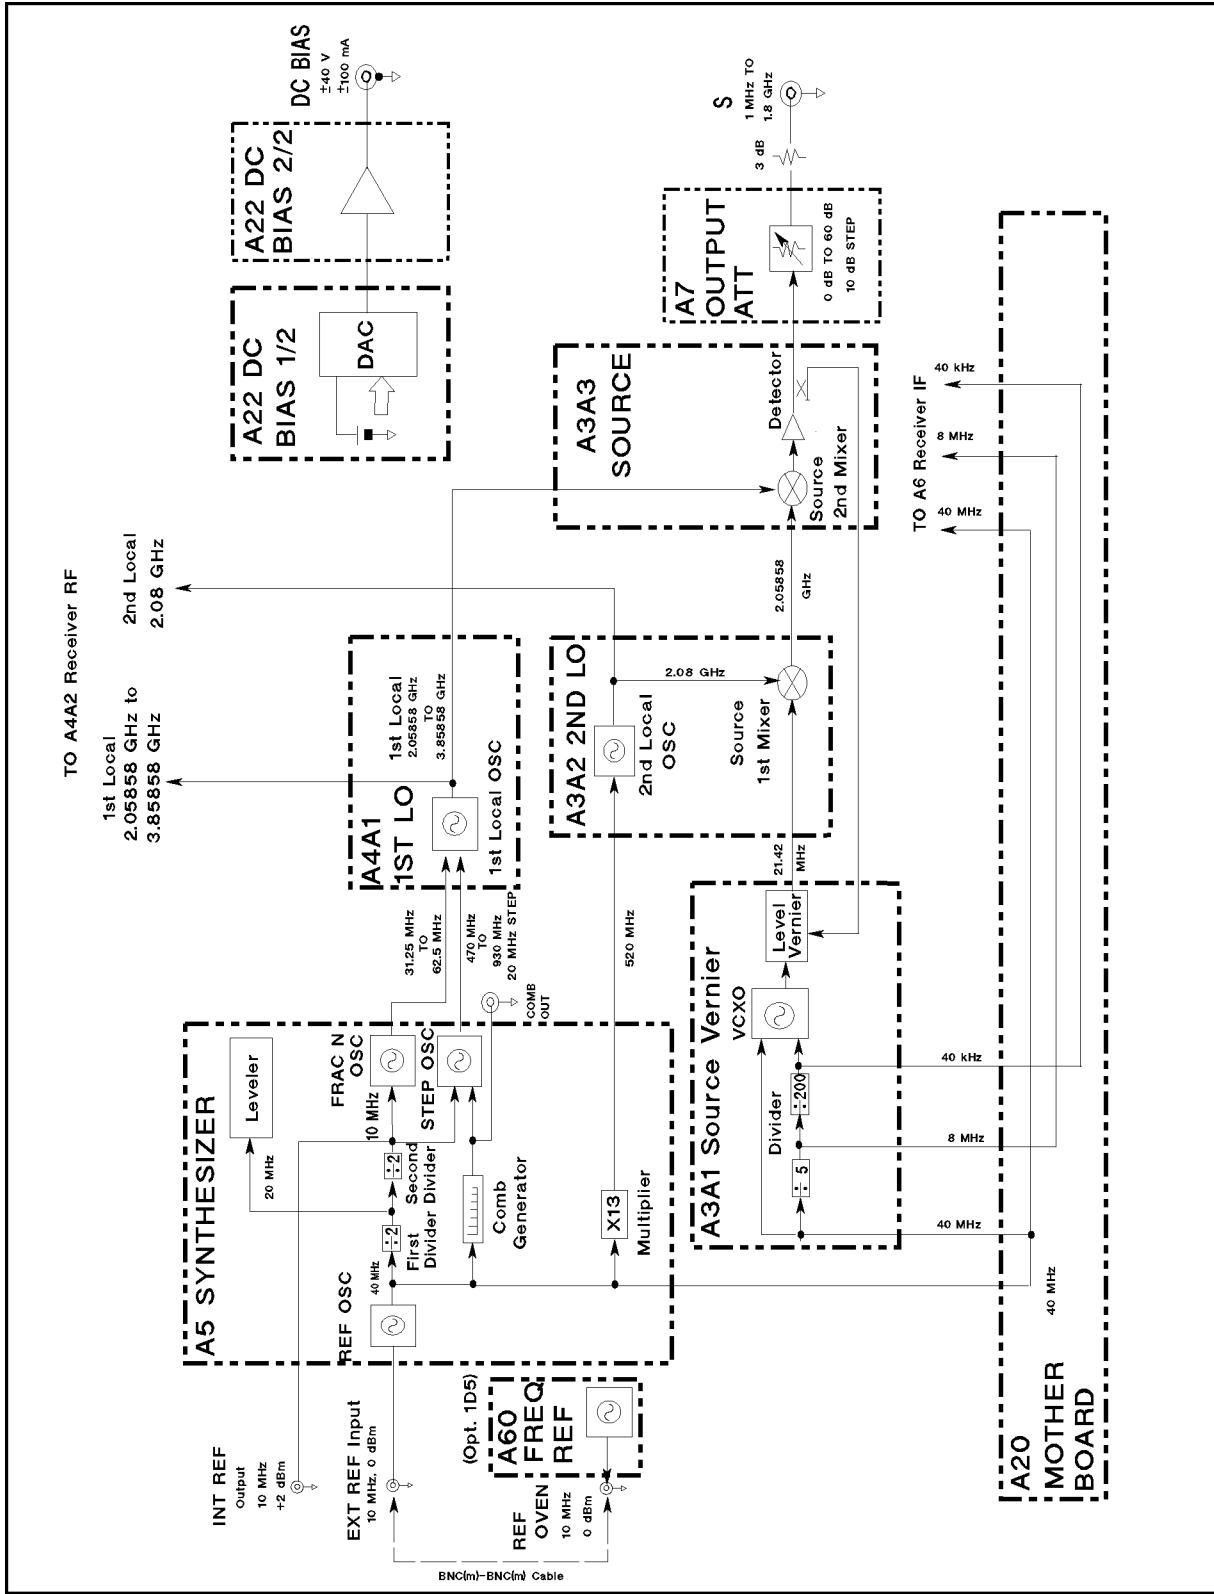 INT REF
Output
10 MHz
+2 dBm
EXT REF Input
10 MHz, 0 dBm
BNC(m)-BNC(m) Cable
REF
OVEN
10 MHz
0 dBm
(Opt. 1D5)
A60
FREQ
REF
A5 SYNTHESIZER
REF OSC
40 MHz
÷2
First
Divider
÷2
Second
Divider
20 MHz
Leveler
10 MHz
FRAC N
OSC
STEP OSC
Comb
Generator
X13
Multiplier
COMB
OUT
31.25 MHz
TO
62.5 MHz
470 MHz
TO
930 MHz
20 MHz STEP
520 MHz
TO A4A2 Receiver RF
1st Local
2.05858 GHz to
3.85858 GHz
2nd Local
2.08 GHz
A4A1
1ST LO
1st Local OSC
1st Local
2.05858 GHz
TO
3.85858 GHz
A3A2 2ND LO
2nd Local
OSC
2.08 GHz
Source
1st Mixer
2.05858
GHz
A3A1 Source Vernier
÷ 5
Divider
÷200
VCXO
Level
Vernier
21.42
MHz
40 MHz
8 MHz
40 kHz
A3A3
SOURCE
Source
2nd Mixer
Detector
A7
OUTPUT
ATT
0 dB TO 60 dB
10 dB STEP
3 dB
S
1 MHz TO
1.8 GHz
A22 DC
BIAS 1/2
DAC
A22 DC
BIAS 2/2
DC BIAS
±40 V
±100 mA
TO A6 Receiver IF
40 MHz
8 MHz
40 kHz
A20
MOTHER
BOARD
40 MHz